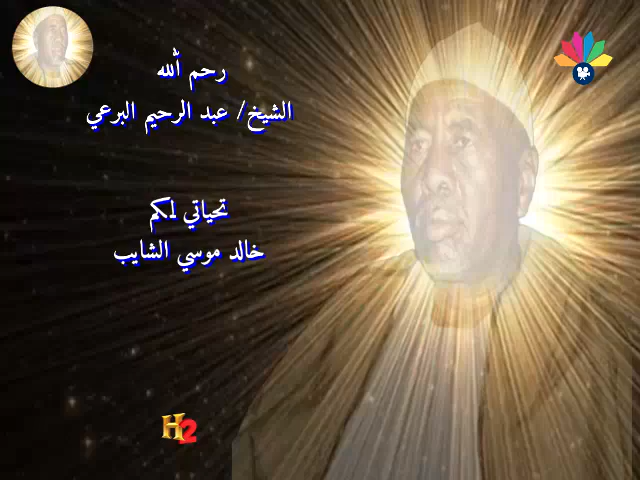 رحم الله
الشيخ/ عبد الرحيم البرعي
تحياتي لكم
خالد موسي الشايب
H2